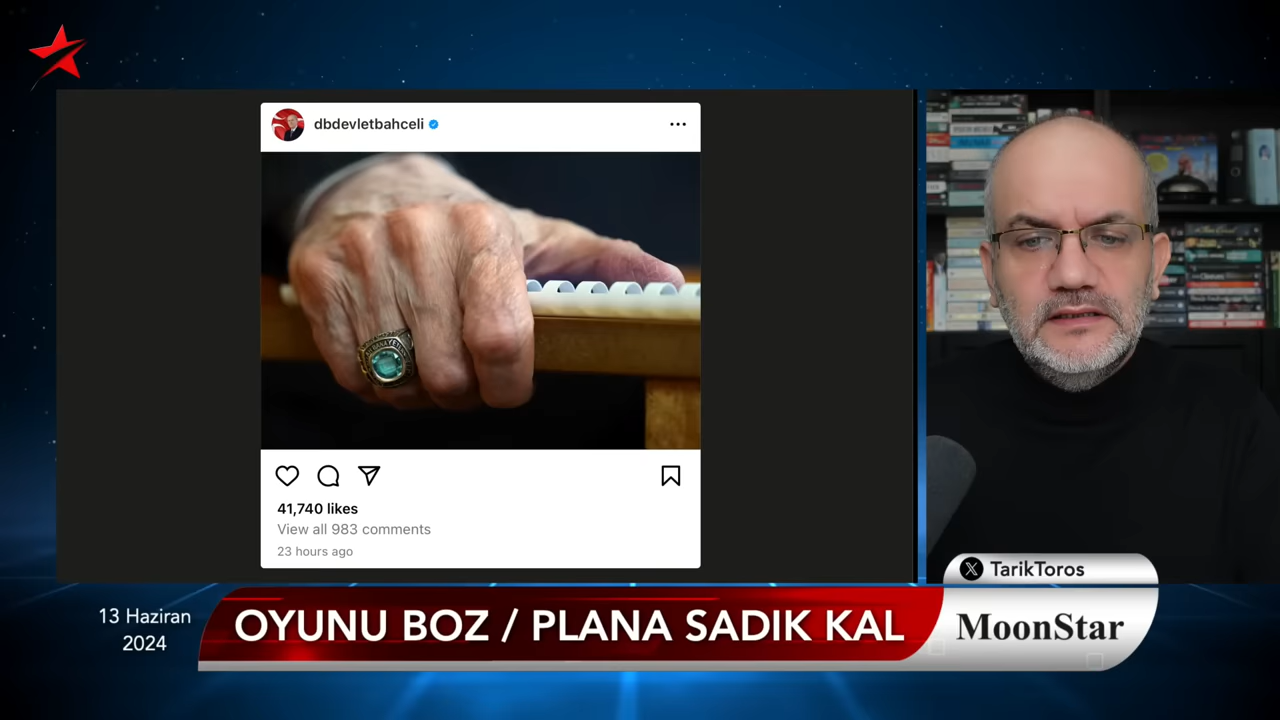 dbdevletbahceli
41,740 likes
View all 983 comments
23 hours ago
TarikToros
13 Haziran
2024
OYUNU BOZ / PLANA SADIK KAL
MoonStar